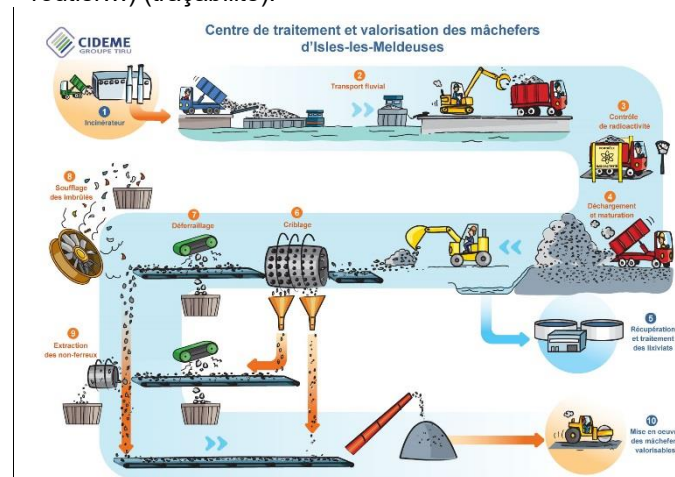 routier...) (traçabilité).
CIDEME
GROUPE TIRU
Centre de traitement et valorisation des mâchefers
d'Isles-les-Meldeuses
1
Incinérateur
2
Transport fluvial
3
Contrôle
de radioactivité
4
Déchargement
et maturation
5
Récupération
et traitement
des lixiviats
6
Criblage
7
Déferraillage
8
Soufflage
des imbrûlés
9
Extraction
des non-ferreux
10
Mise en oeuvre
des mâchefers
valorisables